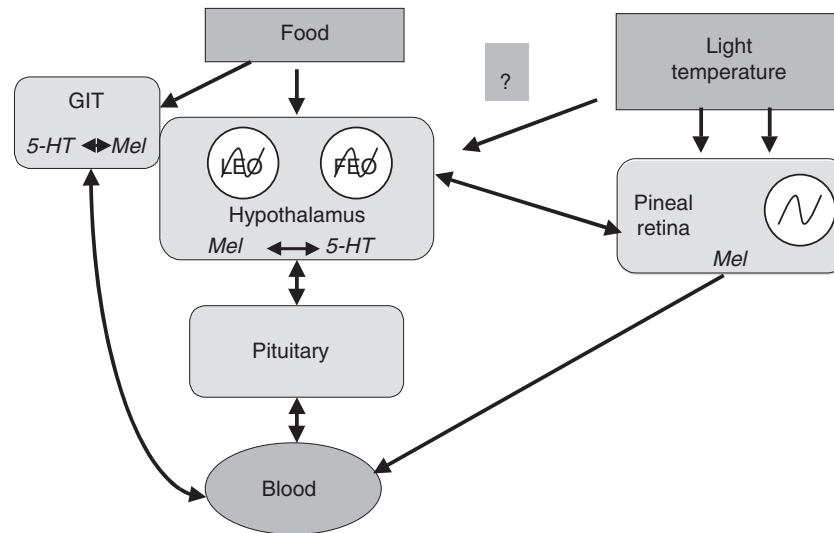 Food
Light
temperature
?
GIT
5-HT Mel
LEO FEO
Hypothalamus
Mel 5-HT
Pineal
retina
Mel
Pituitary
Blood